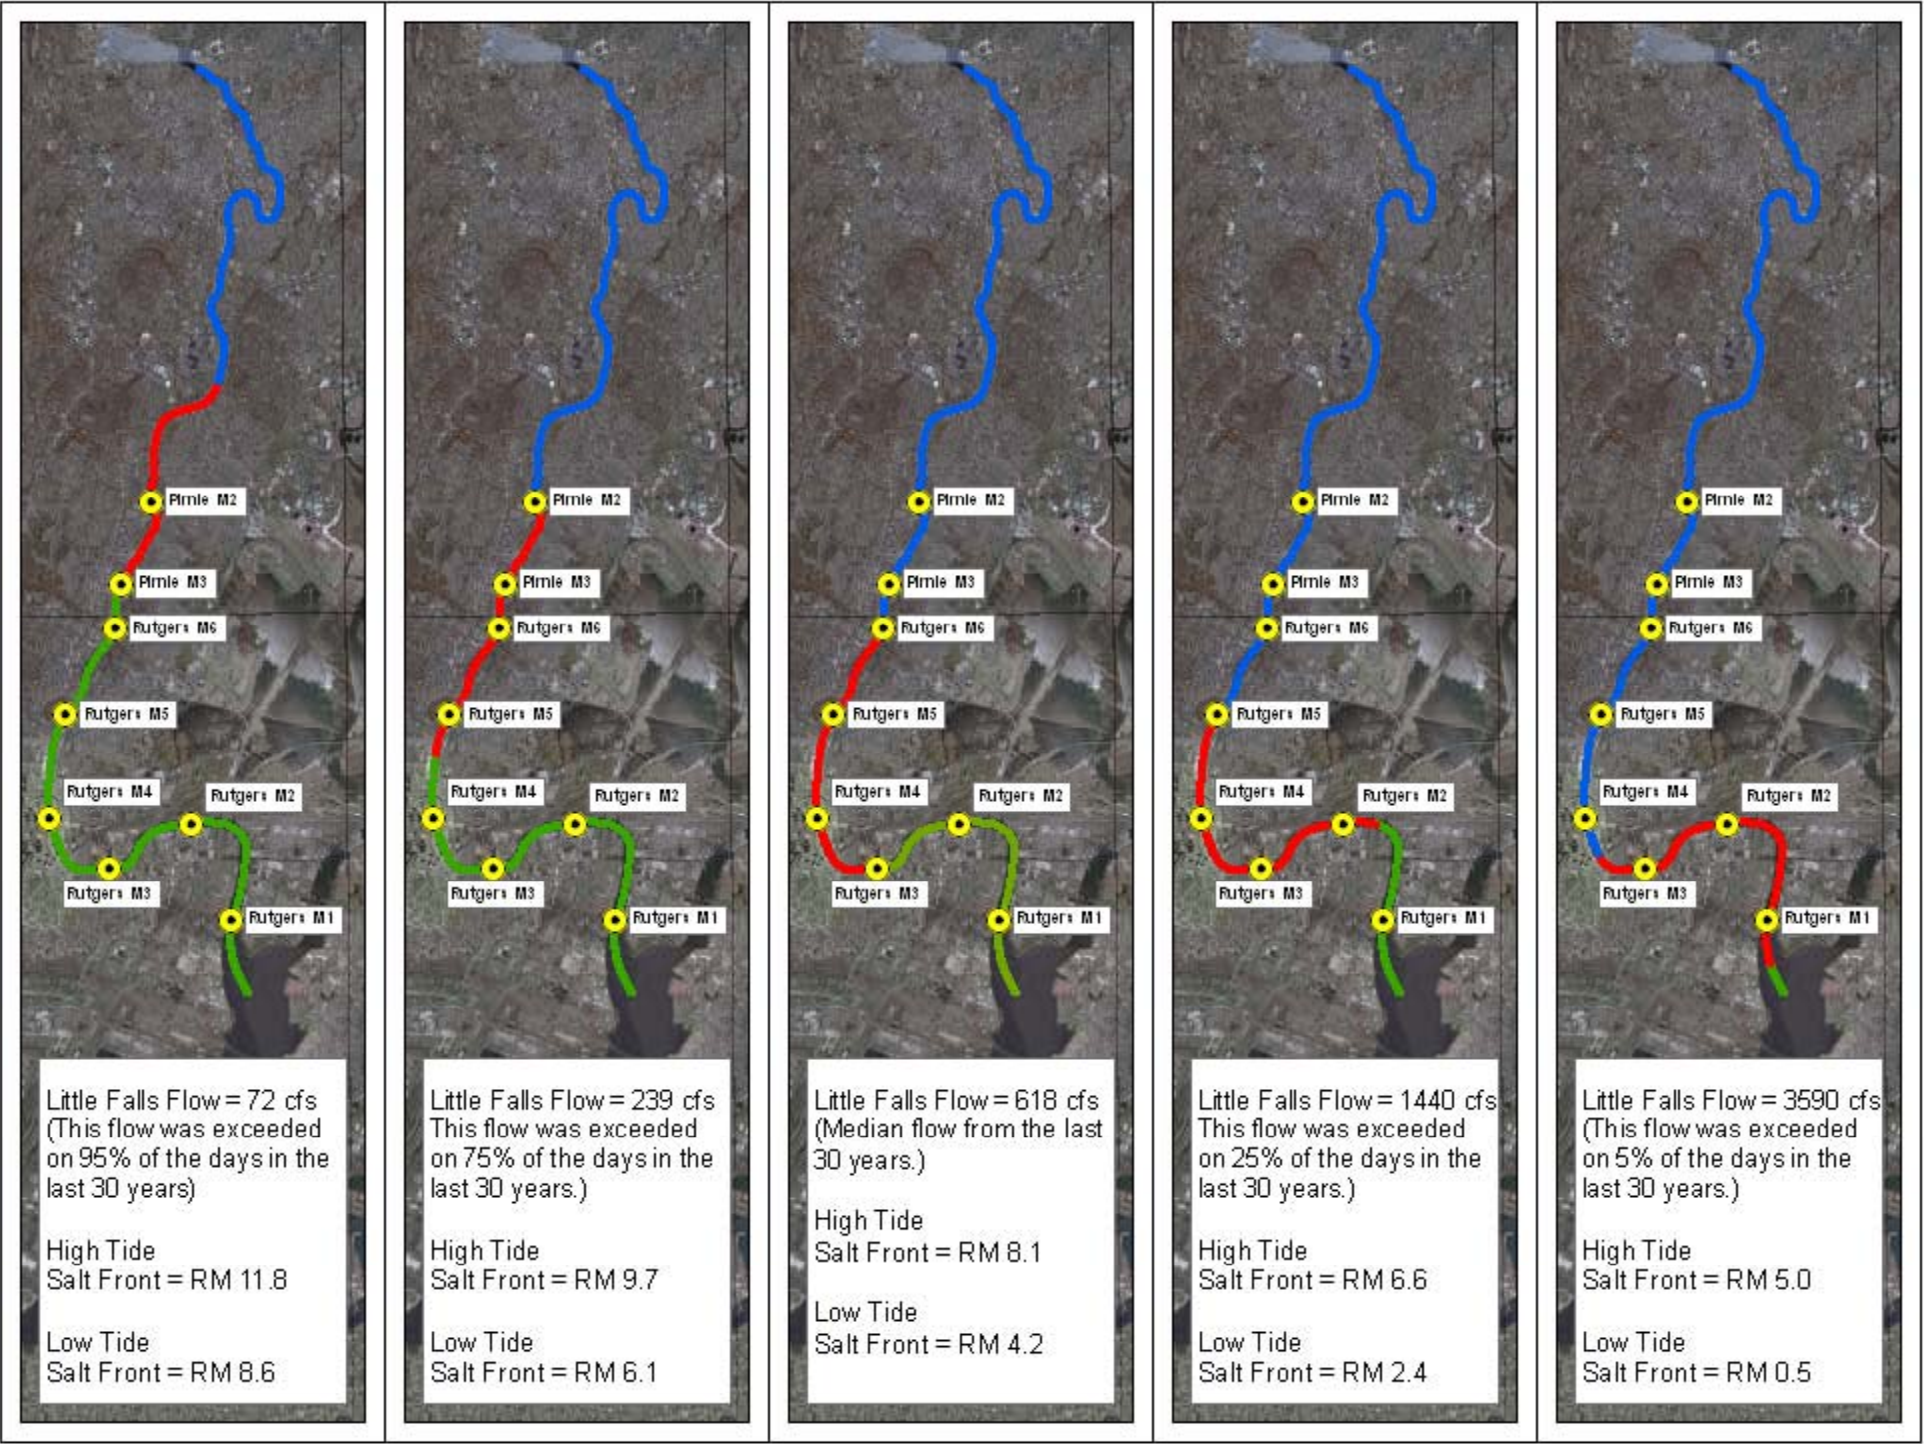 Pirnie M2
Pirnie M3
Rutgers M6
Rutgers M5
Rutgers M4
Rutgers M2
Rutgers M3
Rutgers M1
Little Falls Flow = 72 cfs
(This flow was exceeded
on 95% of the days in the
last 30 years)
High Tide
Salt Front = RM 11.8
Low Tide
Salt Front = RM 8.6
Pirnie M2
Pirnie M3
Rutgers M6
Rutgers M5
Rutgers M4
Rutgers M2
Rutgers M3
Rutgers M1
Little Falls Flow = 239 cfs
This flow was exceeded
on 75% of the days in the
last 30 years.)
High Tide
Salt Front = RM 9.7
Low Tide
Salt Front = RM 6.1
Pirnie M2
Pirnie M3
Rutgers M6
Rutgers M5
Rutgers M4
Rutgers M2
Rutgers M3
Rutgers M1
Little Falls Flow = 618 cfs
(Median flow from the last
30 years.)
High Tide
Salt Front = RM 8.1
Low Tide
Salt Front = RM 4.2
Pirnie M2
Pirnie M3
Rutgers M6
Rutgers M5
Rutgers M4
Rutgers M2
Rutgers M3
Rutgers M1
Little Falls Flow = 1440 cfs
This flow was exceeded
on 25% of the days in the
last 30 years.)
High Tide
Salt Front = RM 6.6
Low Tide
Salt Front = RM 2.4
Pirnie M2
Pirnie M3
Rutgers M6
Rutgers M5
Rutgers M4
Rutgers M2
Rutgers M3
Rutgers M1
Little Falls Flow = 3590 cfs
(This flow was exceeded
on 5% of the days in the
last 30 years.)
High Tide
Salt Front = RM 5.0
Low Tide
Salt Front = RM 0.5